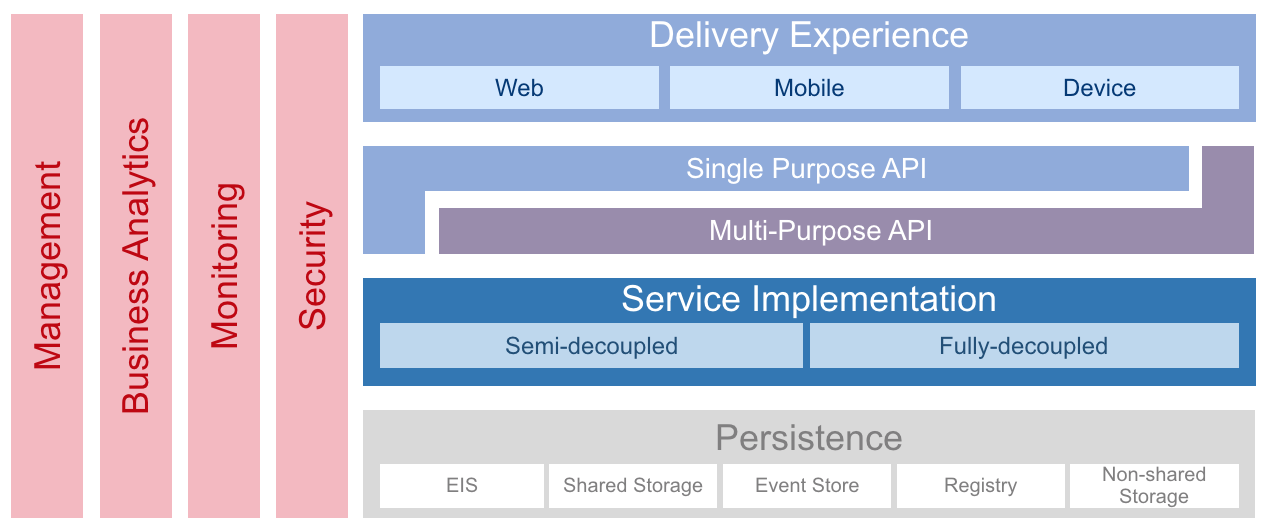 Management
Business Analytics
Monitoring
Security
Delivery Experience
Web
Mobile
Device
Single Purpose API
Multi-Purpose API
Service Implementation
Semi-decoupled
Fully-decoupled
Persistence
EIS
Shared Storage
Event Store
Registry
Non-shared
Storage